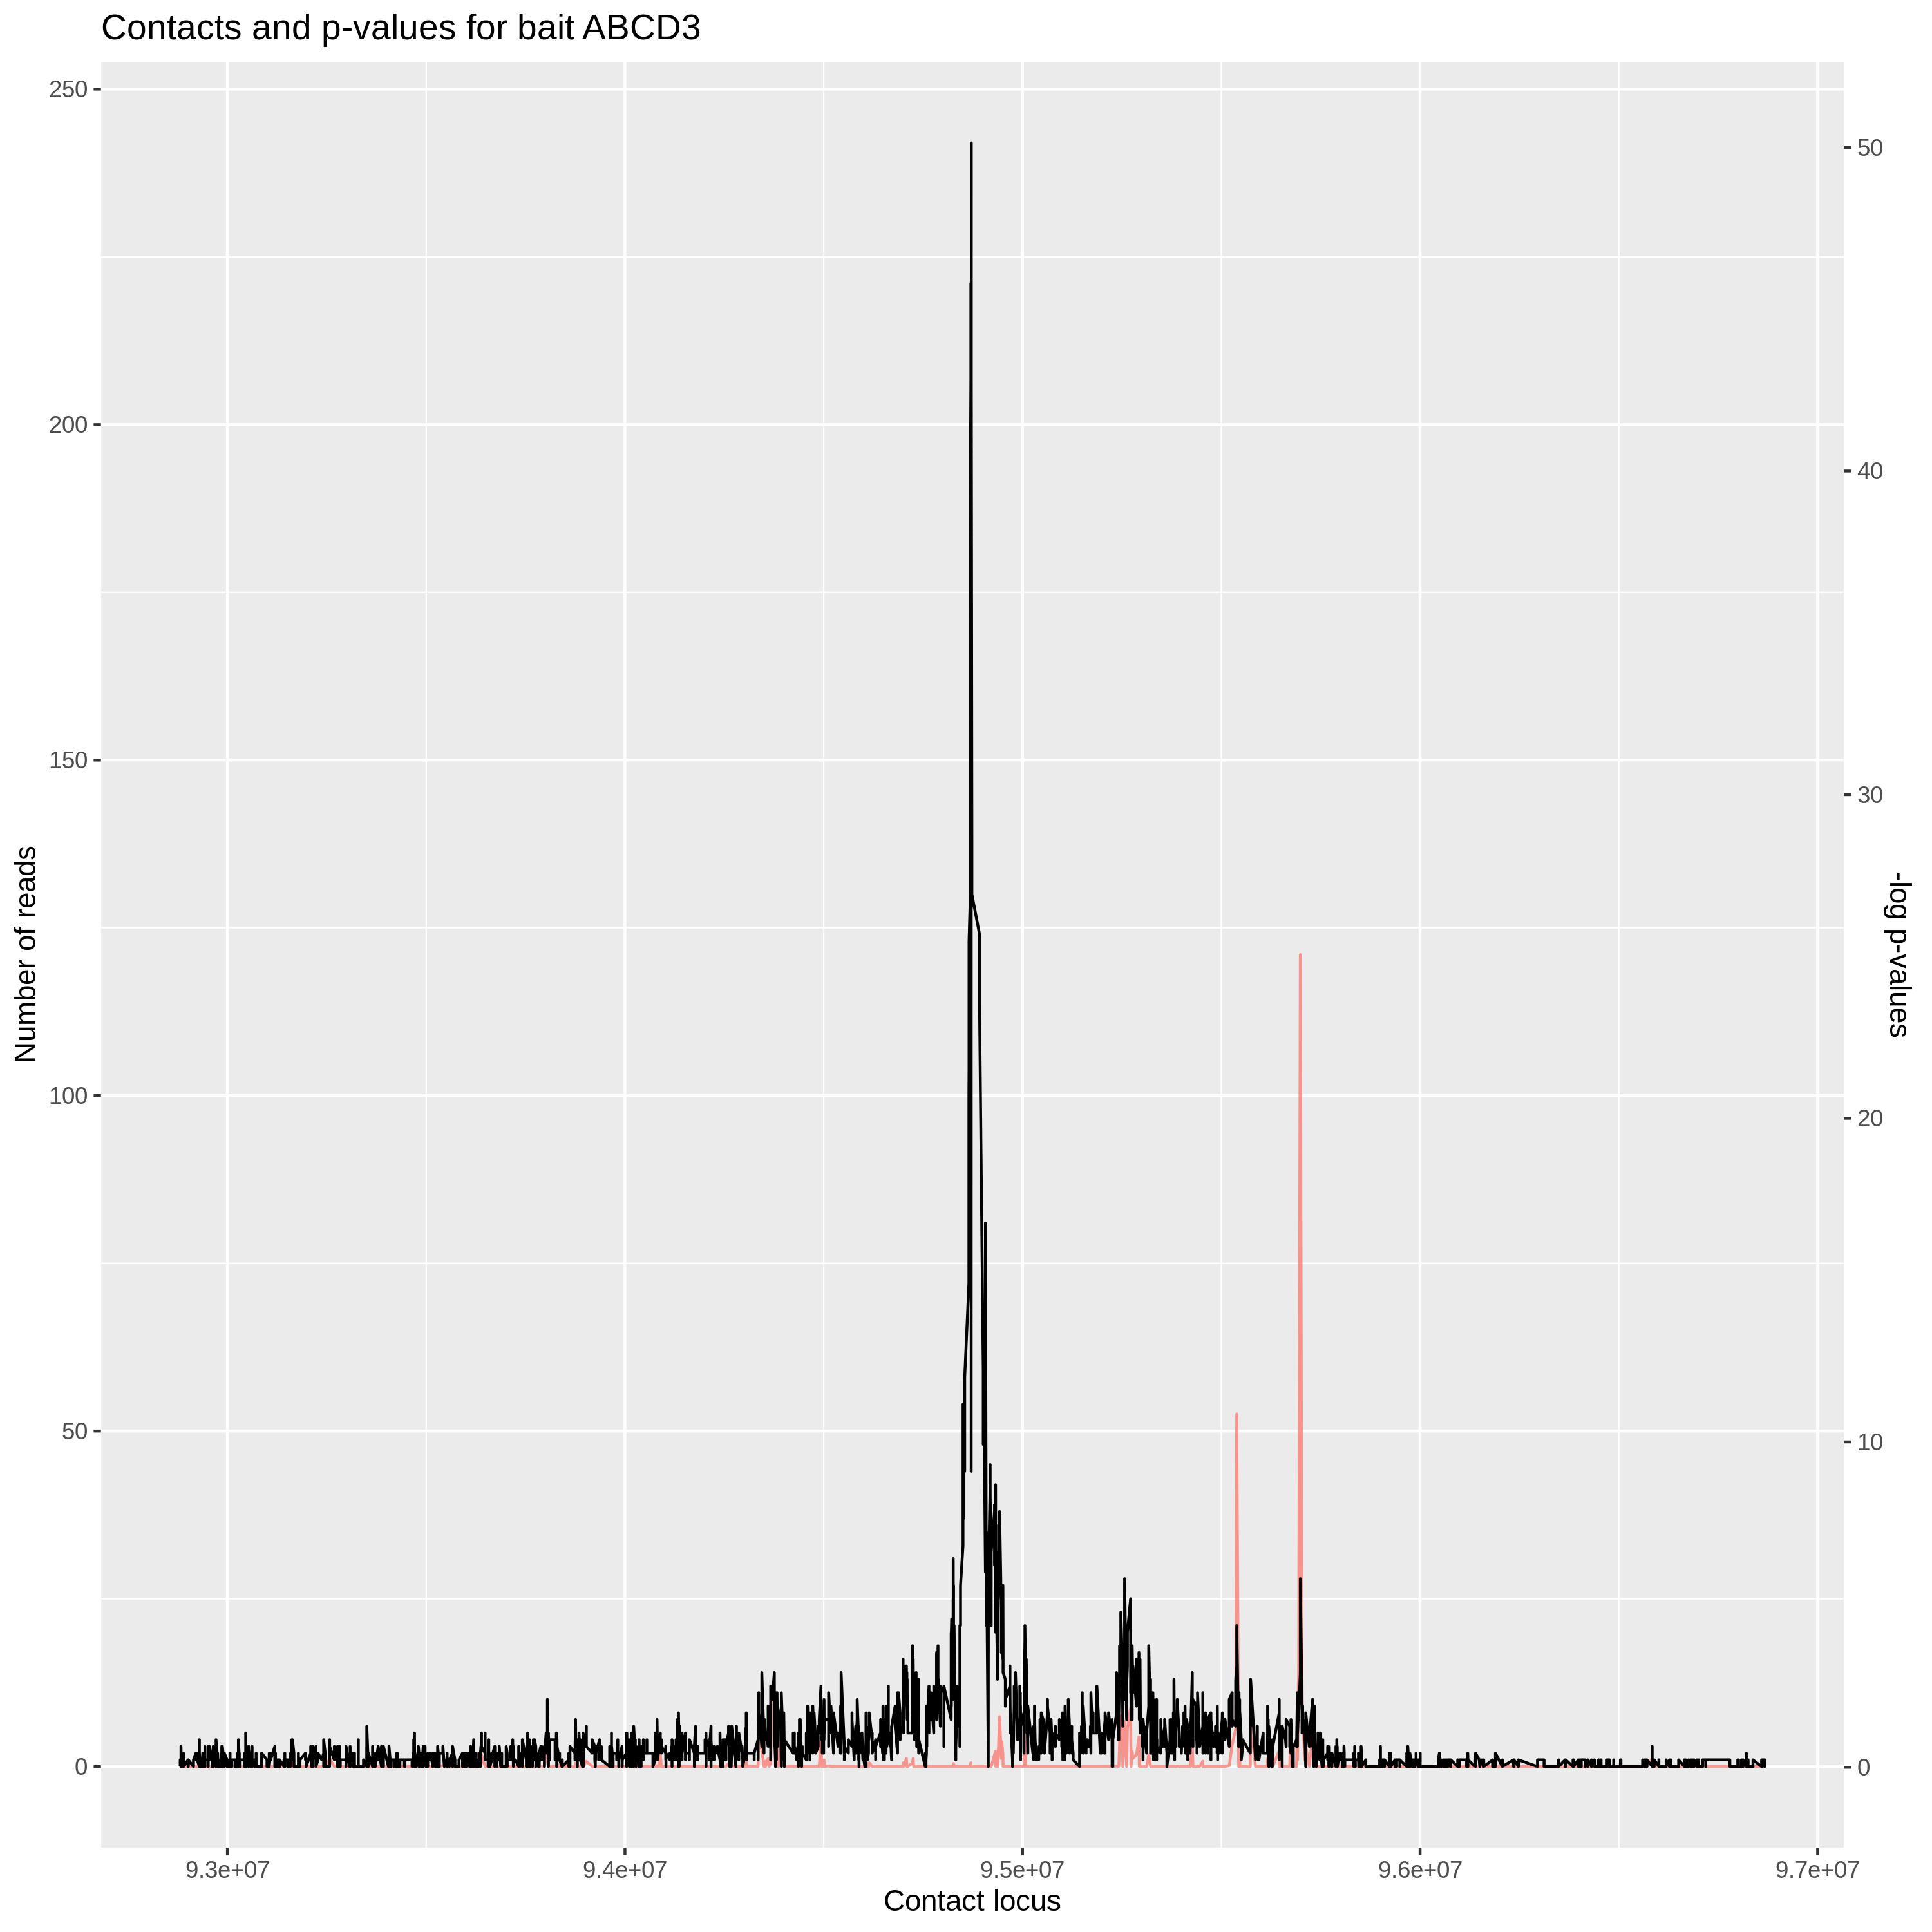 Contacts and p-values for bait ABCD3
250
200
150
100
50
0
Number of reads
50
40
30
20
10
0
-log p-values
9.3e+07
9.4e+07
9.5e+07
9.6e+07
9.7e+07
Contact locus